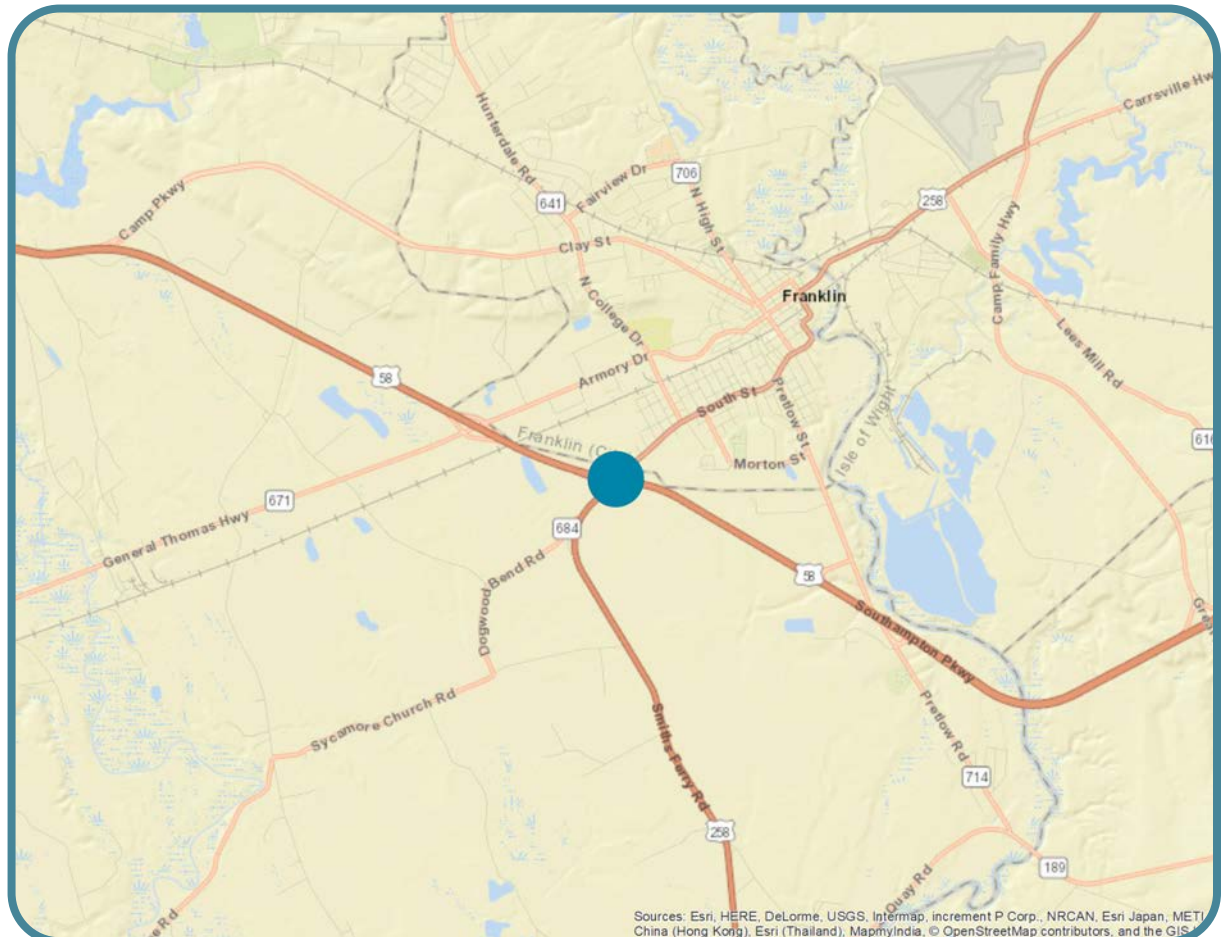 Hunterdale Rd
Carrsville Hw
706
Fairview Dr
641
N High St
258
Camp Pkwy
Clay St
Camp Family Hwy
N College Dr
Franklin
Lees Mill Rd
58
Armory Dr
South St
Pretlow St
Isle of Wight
616
Franklin (C
Morton St
671
General Thomas Hwy
684
Dogwood Bend Rd
58
Southampton Pkwy
Sycamore Church Rd
Smiths Ferry Rd
Pretlow Rd
714
258
189
Quay Rd
e Rd
Sources: Esri, HERE, DeLorme, USGS, Intermap, increment P Corp., NRCAN, Esri Japan, METI
China (Hong Kong), Esri (Thailand), MapmyIndia, © OpenStreetMap contributors, and the GIS